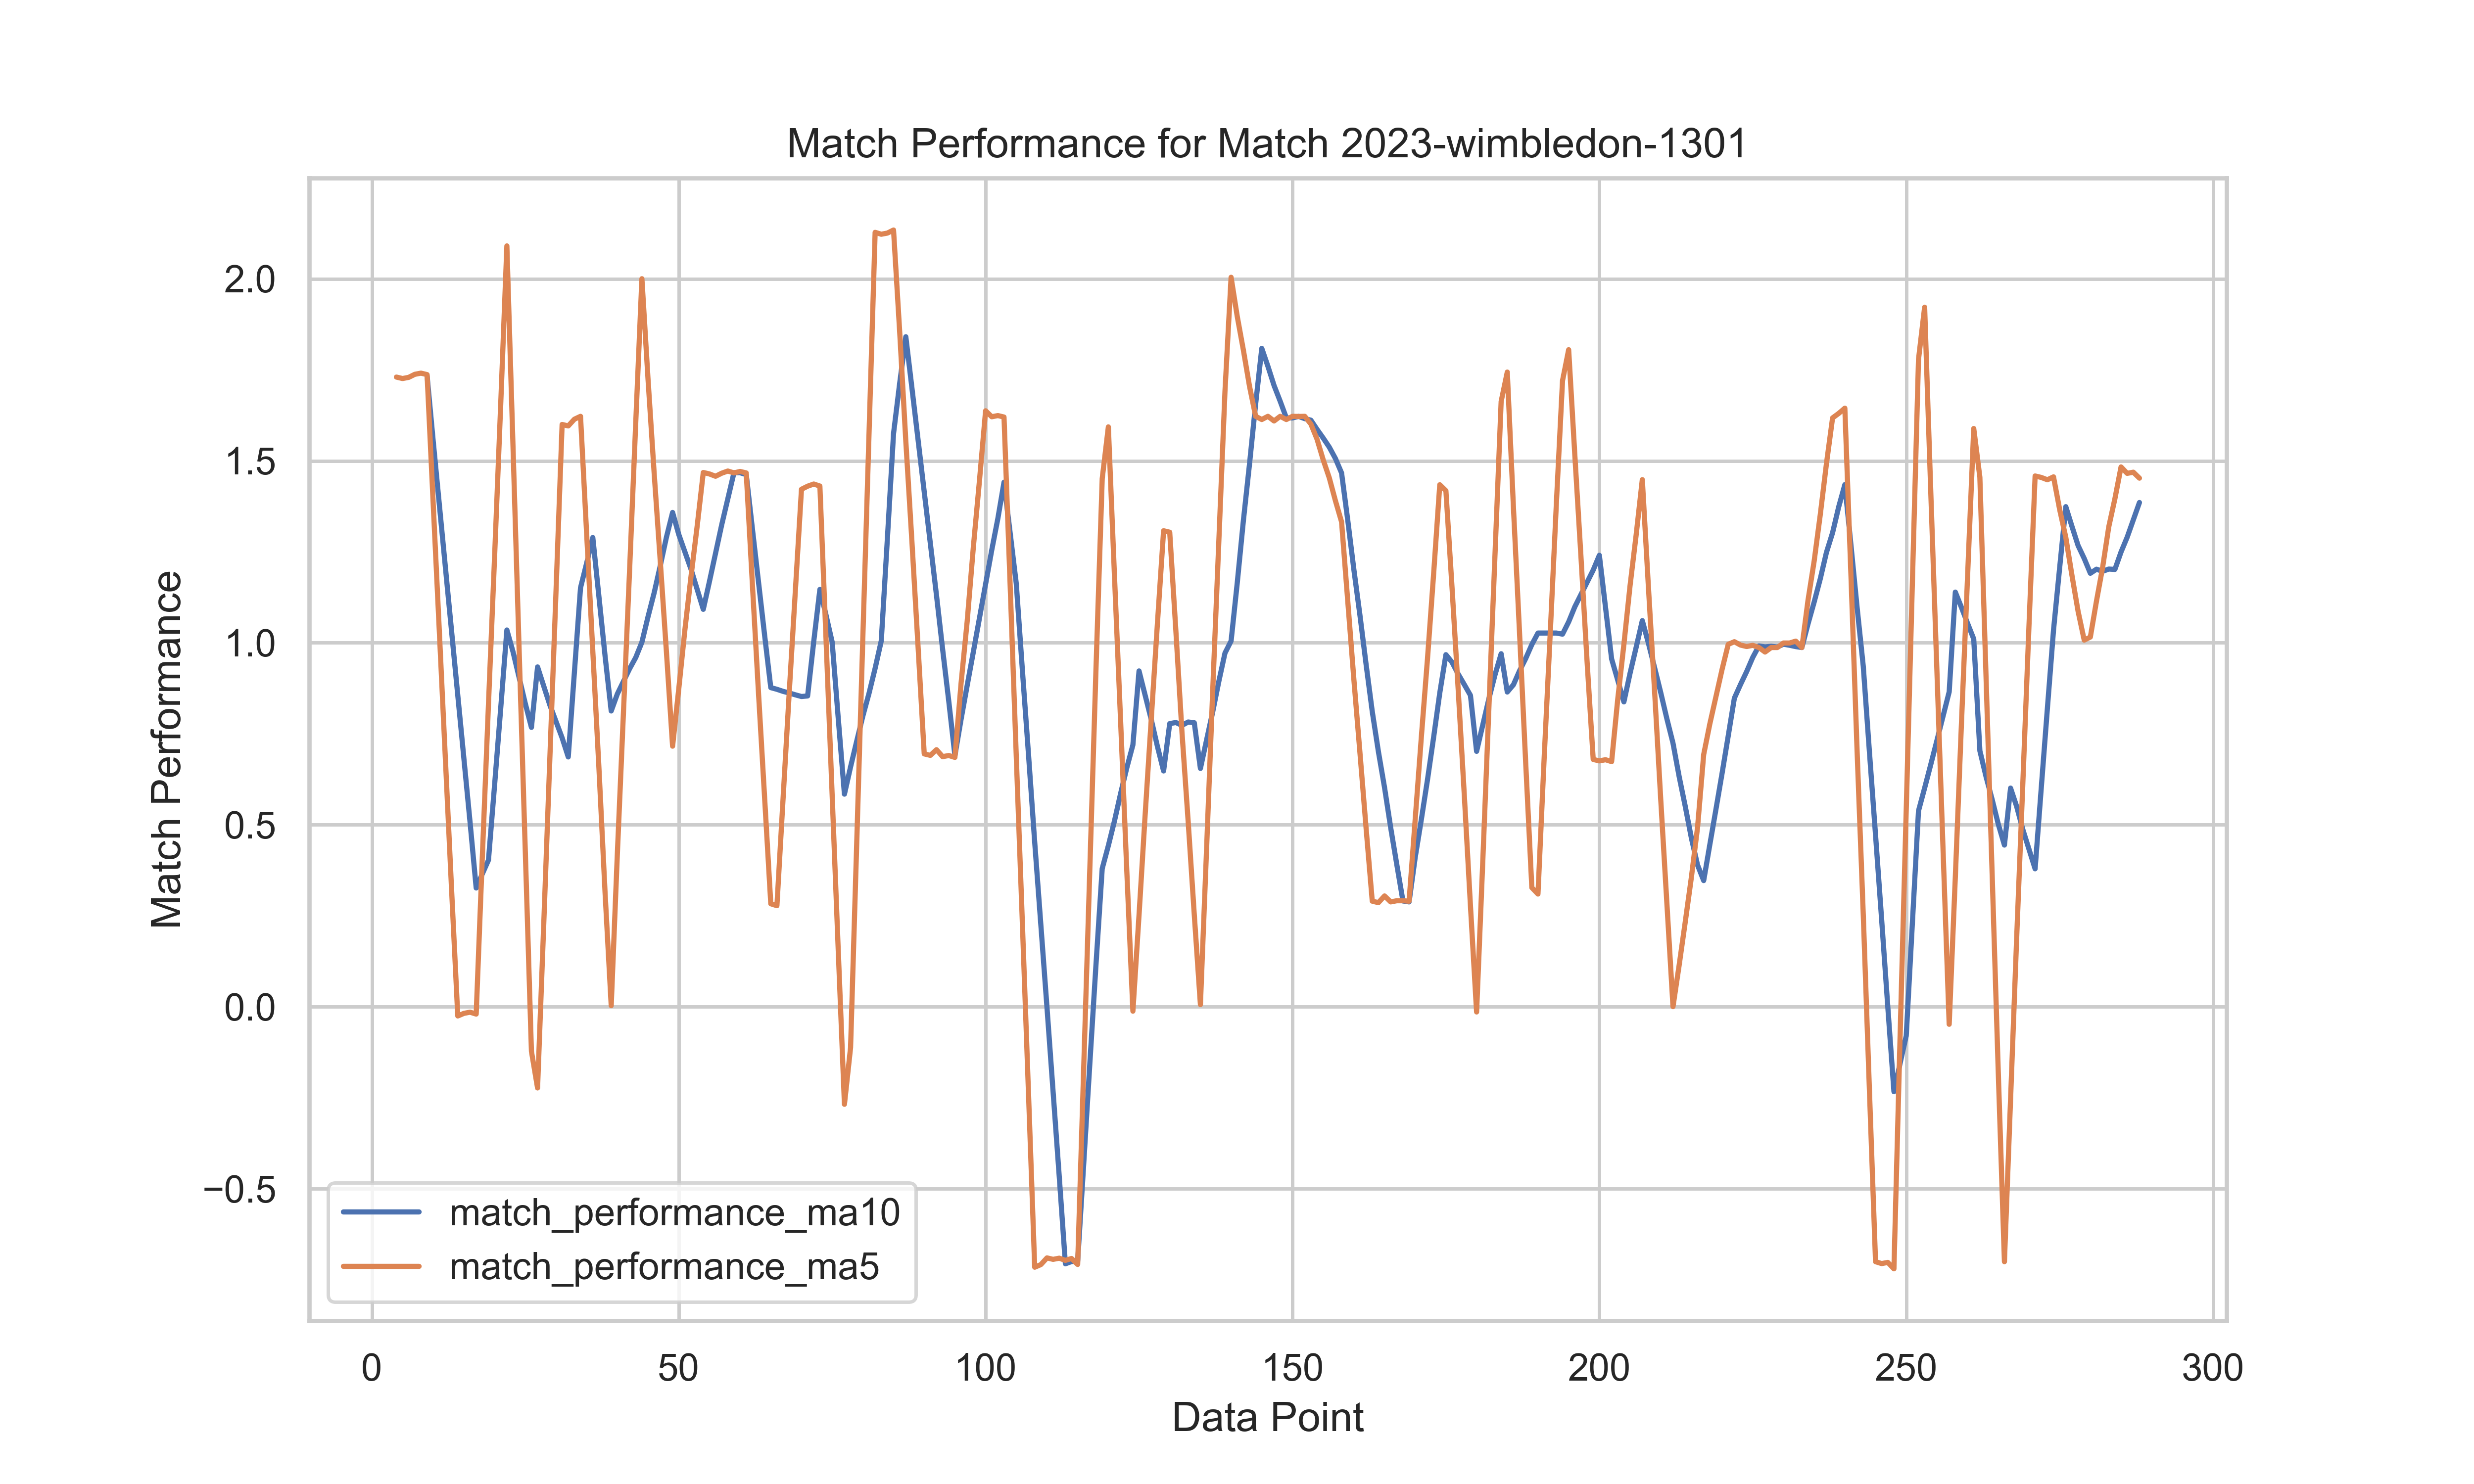 Match Performance for Match 2023-wimbledon-1301
Match Performance
2.0
1.5
1.0
0.5
0.0
−0.5
match_performance_ma10
match_performance_ma5
0 50 100 150 200 250 300
Data Point